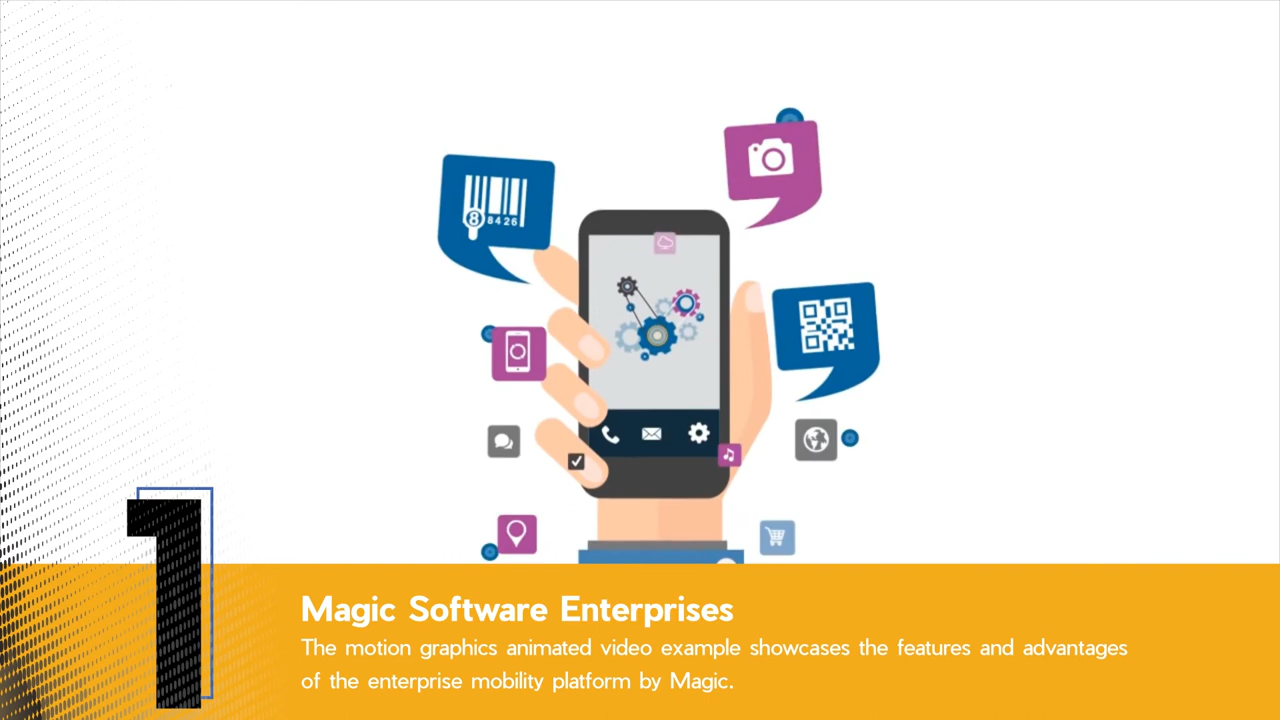 8 8426
1
Magic Software Enterprises
The motion graphics animated video example showcases the features and advantages
of the enterprise mobility platform by Magic.